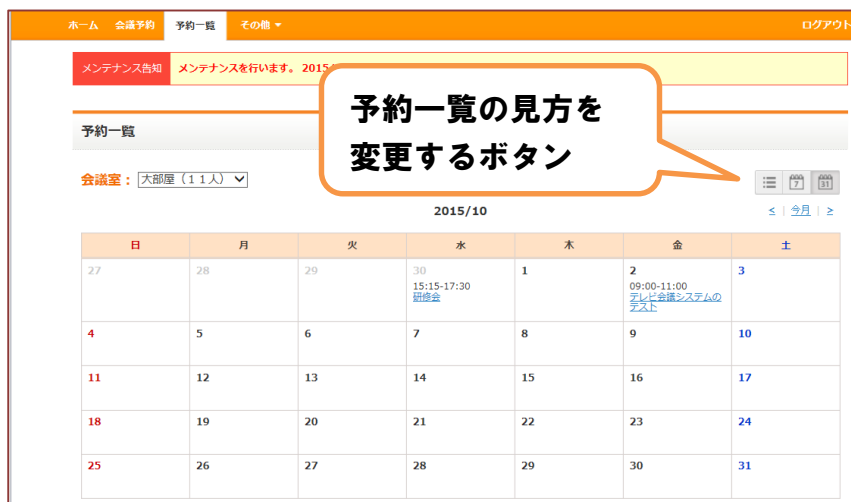 ホーム 会議予約 予約一覧 その他 ログアウト
メンテナンス告知 メンテナンスを行います。 2015/
予約一覧の見方を
変更するボタン
予約一覧
会議室： 大部屋（１１人）
7 31
2015/10
≤ | 今月 | ≥
日 月 火 水 木 金 土
27 28 29 30 1 2 3
15:15-17:30 09:00-11:00
研修会 テレビ会議システムの
テスト
4 5 6 7 8 9 10
11 12 13 14 15 16 17
18 19 20 21 22 23 24
25 26 27 28 29 30 31